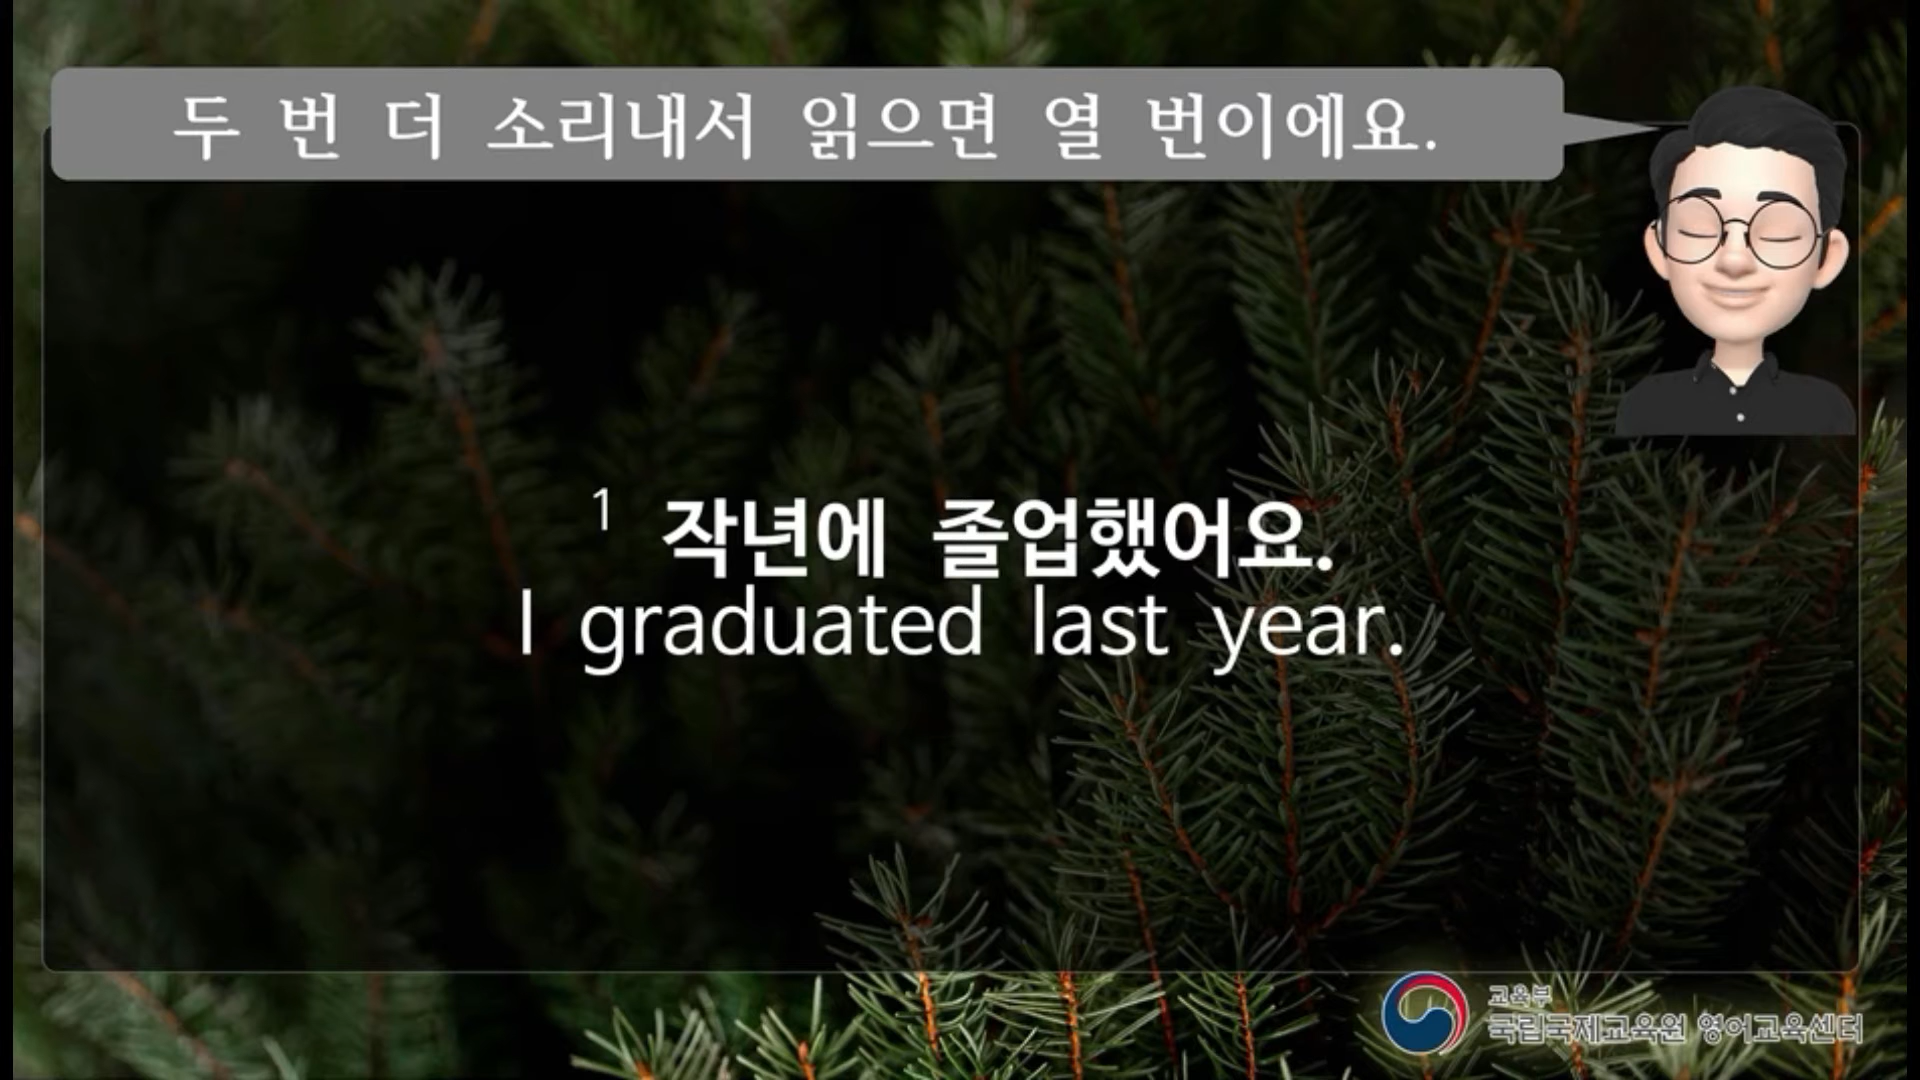 두 번 더 소리내서 읽으면 열 번이에요.
1 작년에 졸업했어요.
I graduated last year.
교육부
국립국제교육원 영어교육센터